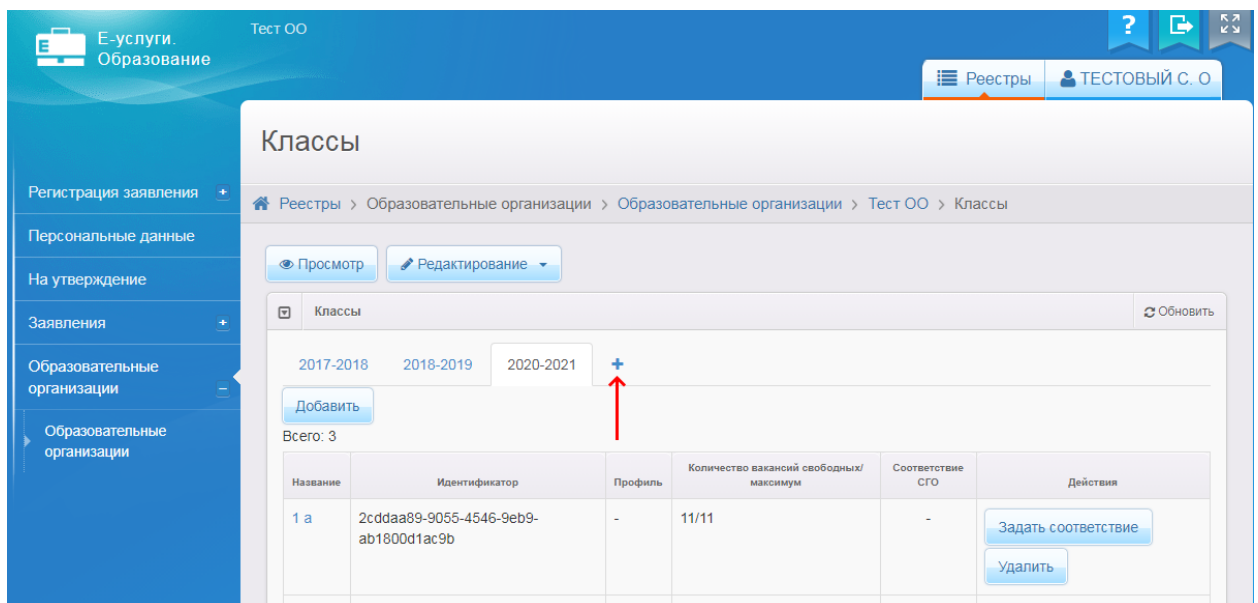 Е-услуги.
Образование
Тест ОО
?
Реестры
ТЕСТОВЫЙ С. О
Классы
Регистрация заявления
Персональные данные
На утверждение
Заявления
Образовательные
организации
Образовательные
организации
Реестры > Образовательные организации > Образовательные организации > Тест ОО > Классы
Просмотр
Редактирование
Классы
Обновить
2017-2018 2018-2019 2020-2021 +
Добавить
Всего: 3
Название
Идентификатор
Профиль
Количество вакансий свободных/
максимум
Соответствие
СГО
Действия
1 а
2cddaa89-9055-4546-9eb9-
ab1800d1ac9b
-
11/11
-
Задать соответствие
Удалить